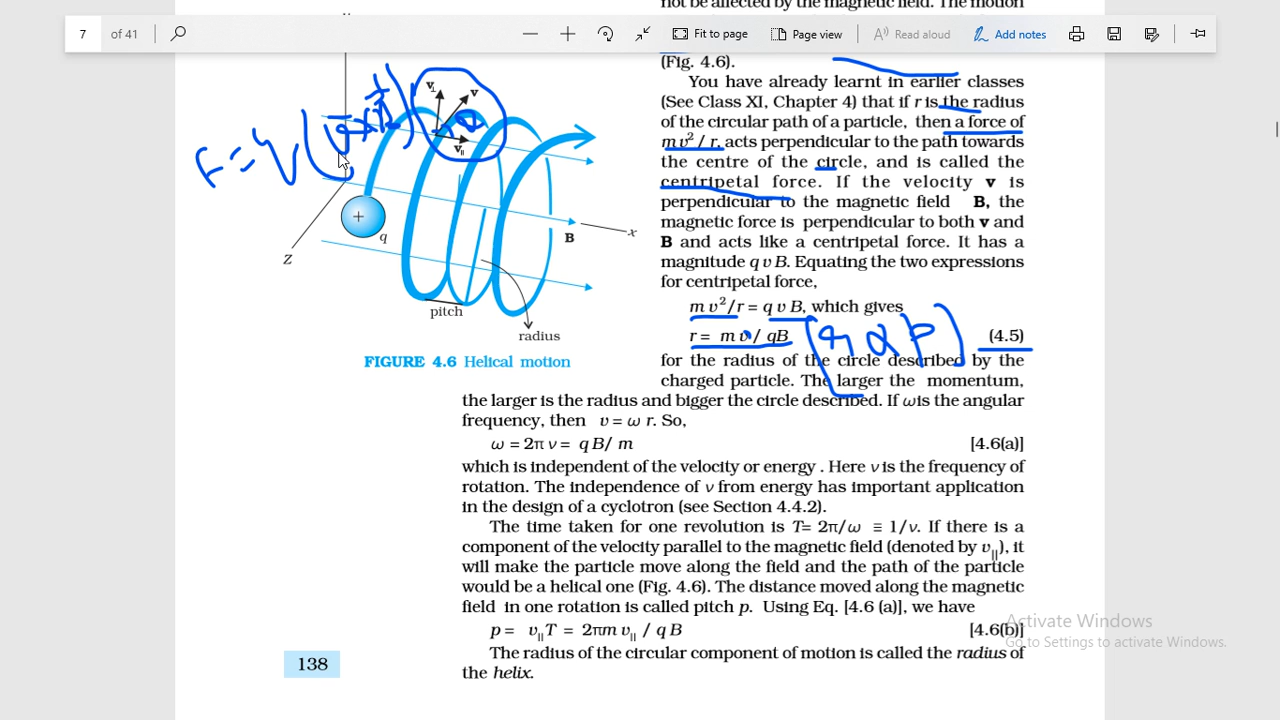 not be affected by the magnetic field. The motion
7 of 41
Fit to page
Page view
Read aloud
Add notes
(Fig. 4.6).
You have already learnt in earlier classes
(See Class XI, Chapter 4) that if r is the radius
of the circular path of a particle, then a force of
m v²/ r, acts perpendicular to the path towards
the centre of the circle, and is called the
centripetal force. If the velocity v is
perpendicular to the magnetic field B, the
magnetic force is perpendicular to both v and
B and acts like a centripetal force. It has a
magnitude q v B. Equating the two expressions
for centripetal force,
m v²/r = q v B, which gives
r = m v / qB (4.5)
r α p
for the radius of the circle described by the
charged particle. The larger the momentum,
the larger is the radius and bigger the circle described. If ω is the angular
frequency, then v = ω r. So,
ω = 2π ν = q B/ m [4.6(a)]
which is independent of the velocity or energy . Here ν is the frequency of
rotation. The independence of ν from energy has important application
in the design of a cyclotron (see Section 4.4.2).
The time taken for one revolution is T= 2π/ω ≡ 1/ν. If there is a
component of the velocity parallel to the magnetic field (denoted by v||), it
will make the particle move along the field and the path of the particle
would be a helical one (Fig. 4.6). The distance moved along the magnetic
field in one rotation is called pitch p. Using Eq. [4.6 (a)], we have
p = v||T = 2πm v|| / q B [4.6(b)]
The radius of the circular component of motion is called the radius of
the helix.
F = q (v × B)
v⊥
v
θ
v||
+
q
B
x
Z
pitch
radius
FIGURE 4.6 Helical motion
138
Activate Windows
Go to Settings to activate Windows.